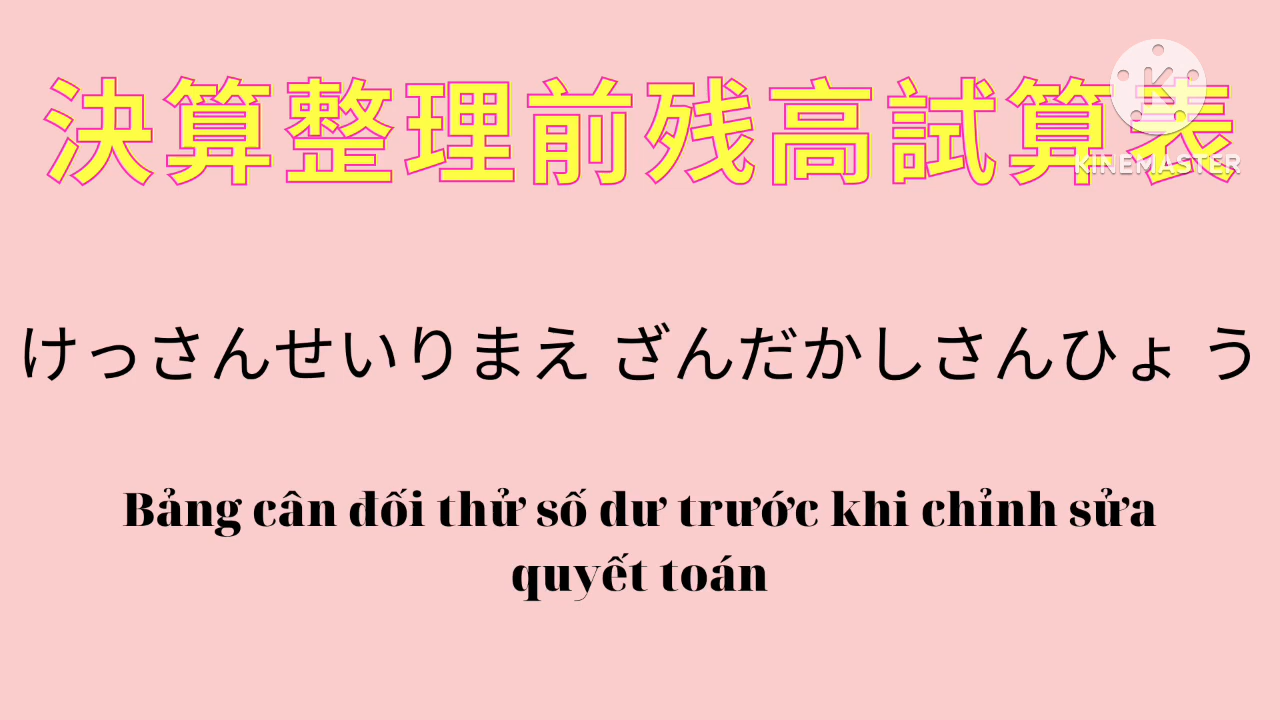 決算整理前残高試算表
KINEMASTER
けっさんせいりまえ ざんだかしさんひょ う
Bảng cân đối thử số dư trước khi chỉnh sửa
quyết toán